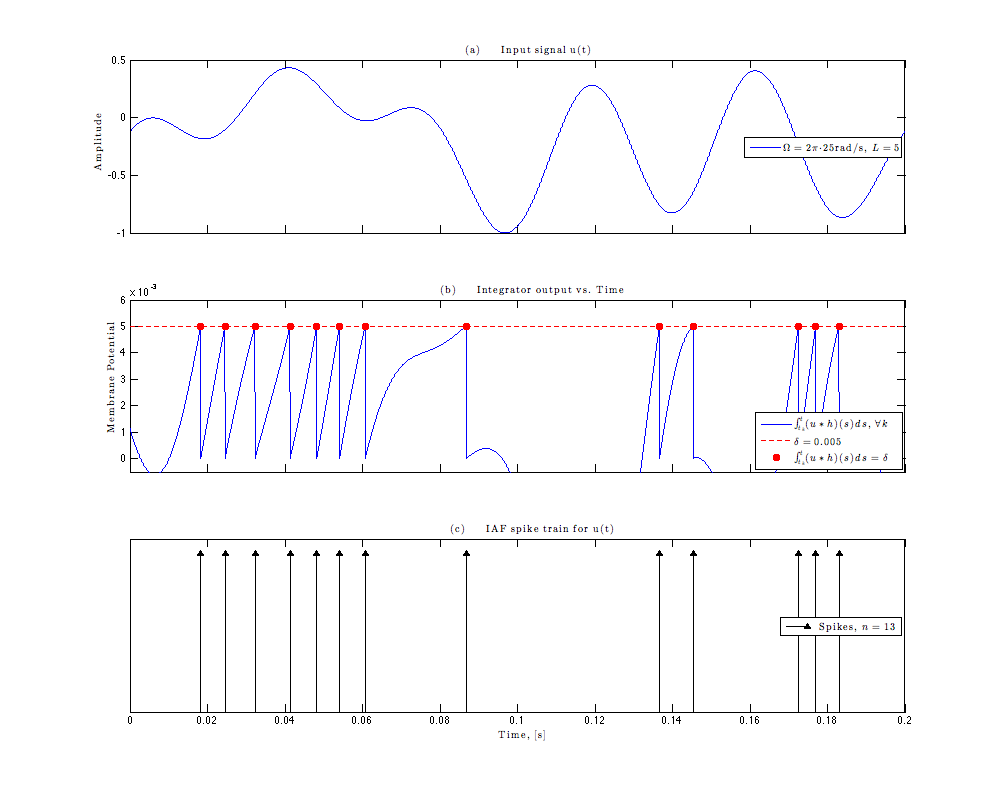 (a) Input signal u(t)
0.5
0
-0.5
-1
Amplitude
Ω = 2π·25rad/s, L = 5
(b) Integrator output vs. Time
x 10⁻³
6
5
4
3
2
1
0
Membrane Potential
∫ₜₖᵗ(u ∗ h)(s)ds, ∀k
δ = 0.005
∫ₜₖᵗ(u ∗ h)(s)ds = δ
(c) IAF spike train for u(t)
Spikes, n = 13
0 0.02 0.04 0.06 0.08 0.1 0.12 0.14 0.16 0.18 0.2
Time, [s]